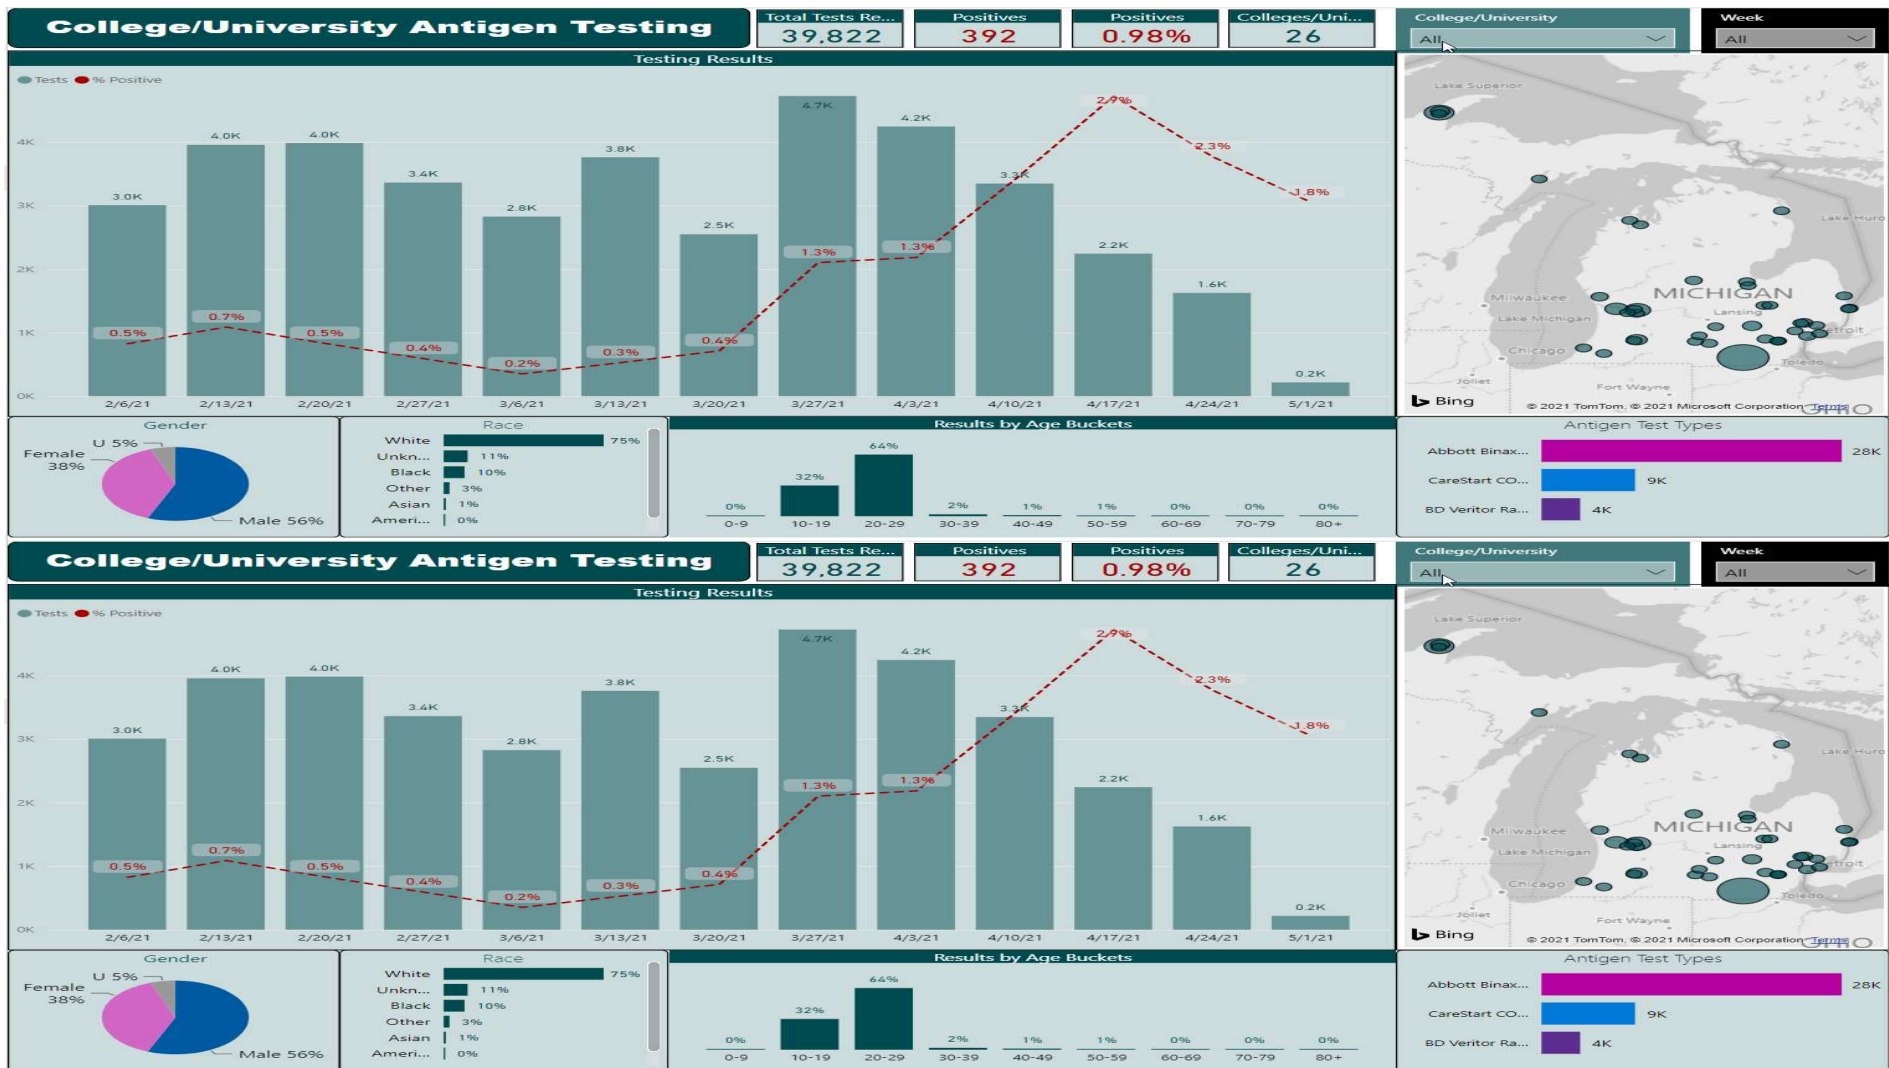 College/University Antigen Testing
Total Tests Re...
39,822
Positives
392
Positives
0.98%
Colleges/Uni...
26
College/University
All
Week
All
Testing Results
Tests % Positive
4K
3K
2K
1K
0K
3.0K
4.0K
4.0K
3.4K
2.8K
3.8K
2.5K
4.7K
4.2K
3.3K
2.2K
1.6K
0.2K
0.5%
0.7%
0.5%
0.4%
0.2%
0.3%
0.4%
1.3%
1.3%
2.3%
1.8%
2/6/21 2/13/21 2/20/21 2/27/21 3/6/21 3/13/21 3/20/21 3/27/21 4/3/21 4/10/21 4/17/21 4/24/21 5/1/21
Lake Superior
Lake Huro
Milwaukee
MICHIGAN
Lansing
Lake Michigan
etroit
Chicago
Toledo
Joliet
Fort Wayne
Bing
© 2021 TomTom, © 2021 Microsoft Corporation Terms
Gender
U 5%
Female
38%
Male 56%
Race
White 75%
Unkn... 11%
Black 10%
Other 3%
Asian 1%
Ameri... 0%
Results by Age Buckets
0% 32% 64% 2% 1% 1% 0% 0% 0%
0-9 10-19 20-29 30-39 40-49 50-59 60-69 70-79 80+
Antigen Test Types
Abbott Binax... 28K
CareStart CO... 9K
BD Veritor Ra... 4K
College/University Antigen Testing
Total Tests Re...
39,822
Positives
392
Positives
0.98%
Colleges/Uni...
26
College/University
All
Week
All
Testing Results
Tests % Positive
4K
3K
2K
1K
0K
3.0K
4.0K
4.0K
3.4K
2.8K
3.8K
2.5K
4.7K
4.2K
3.3K
2.2K
1.6K
0.2K
0.5%
0.7%
0.5%
0.4%
0.2%
0.3%
0.4%
1.3%
1.3%
2.3%
1.8%
2/6/21 2/13/21 2/20/21 2/27/21 3/6/21 3/13/21 3/20/21 3/27/21 4/3/21 4/10/21 4/17/21 4/24/21 5/1/21
Lake Superior
Lake Huro
Milwaukee
MICHIGAN
Lansing
Lake Michigan
etroit
Chicago
Toledo
Joliet
Fort Wayne
Bing
© 2021 TomTom, © 2021 Microsoft Corporation Terms
Gender
U 5%
Female
38%
Male 56%
Race
White 75%
Unkn... 11%
Black 10%
Other 3%
Asian 1%
Ameri... 0%
Results by Age Buckets
0% 32% 64% 2% 1% 1% 0% 0% 0%
0-9 10-19 20-29 30-39 40-49 50-59 60-69 70-79 80+
Antigen Test Types
Abbott Binax... 28K
CareStart CO... 9K
BD Veritor Ra... 4K